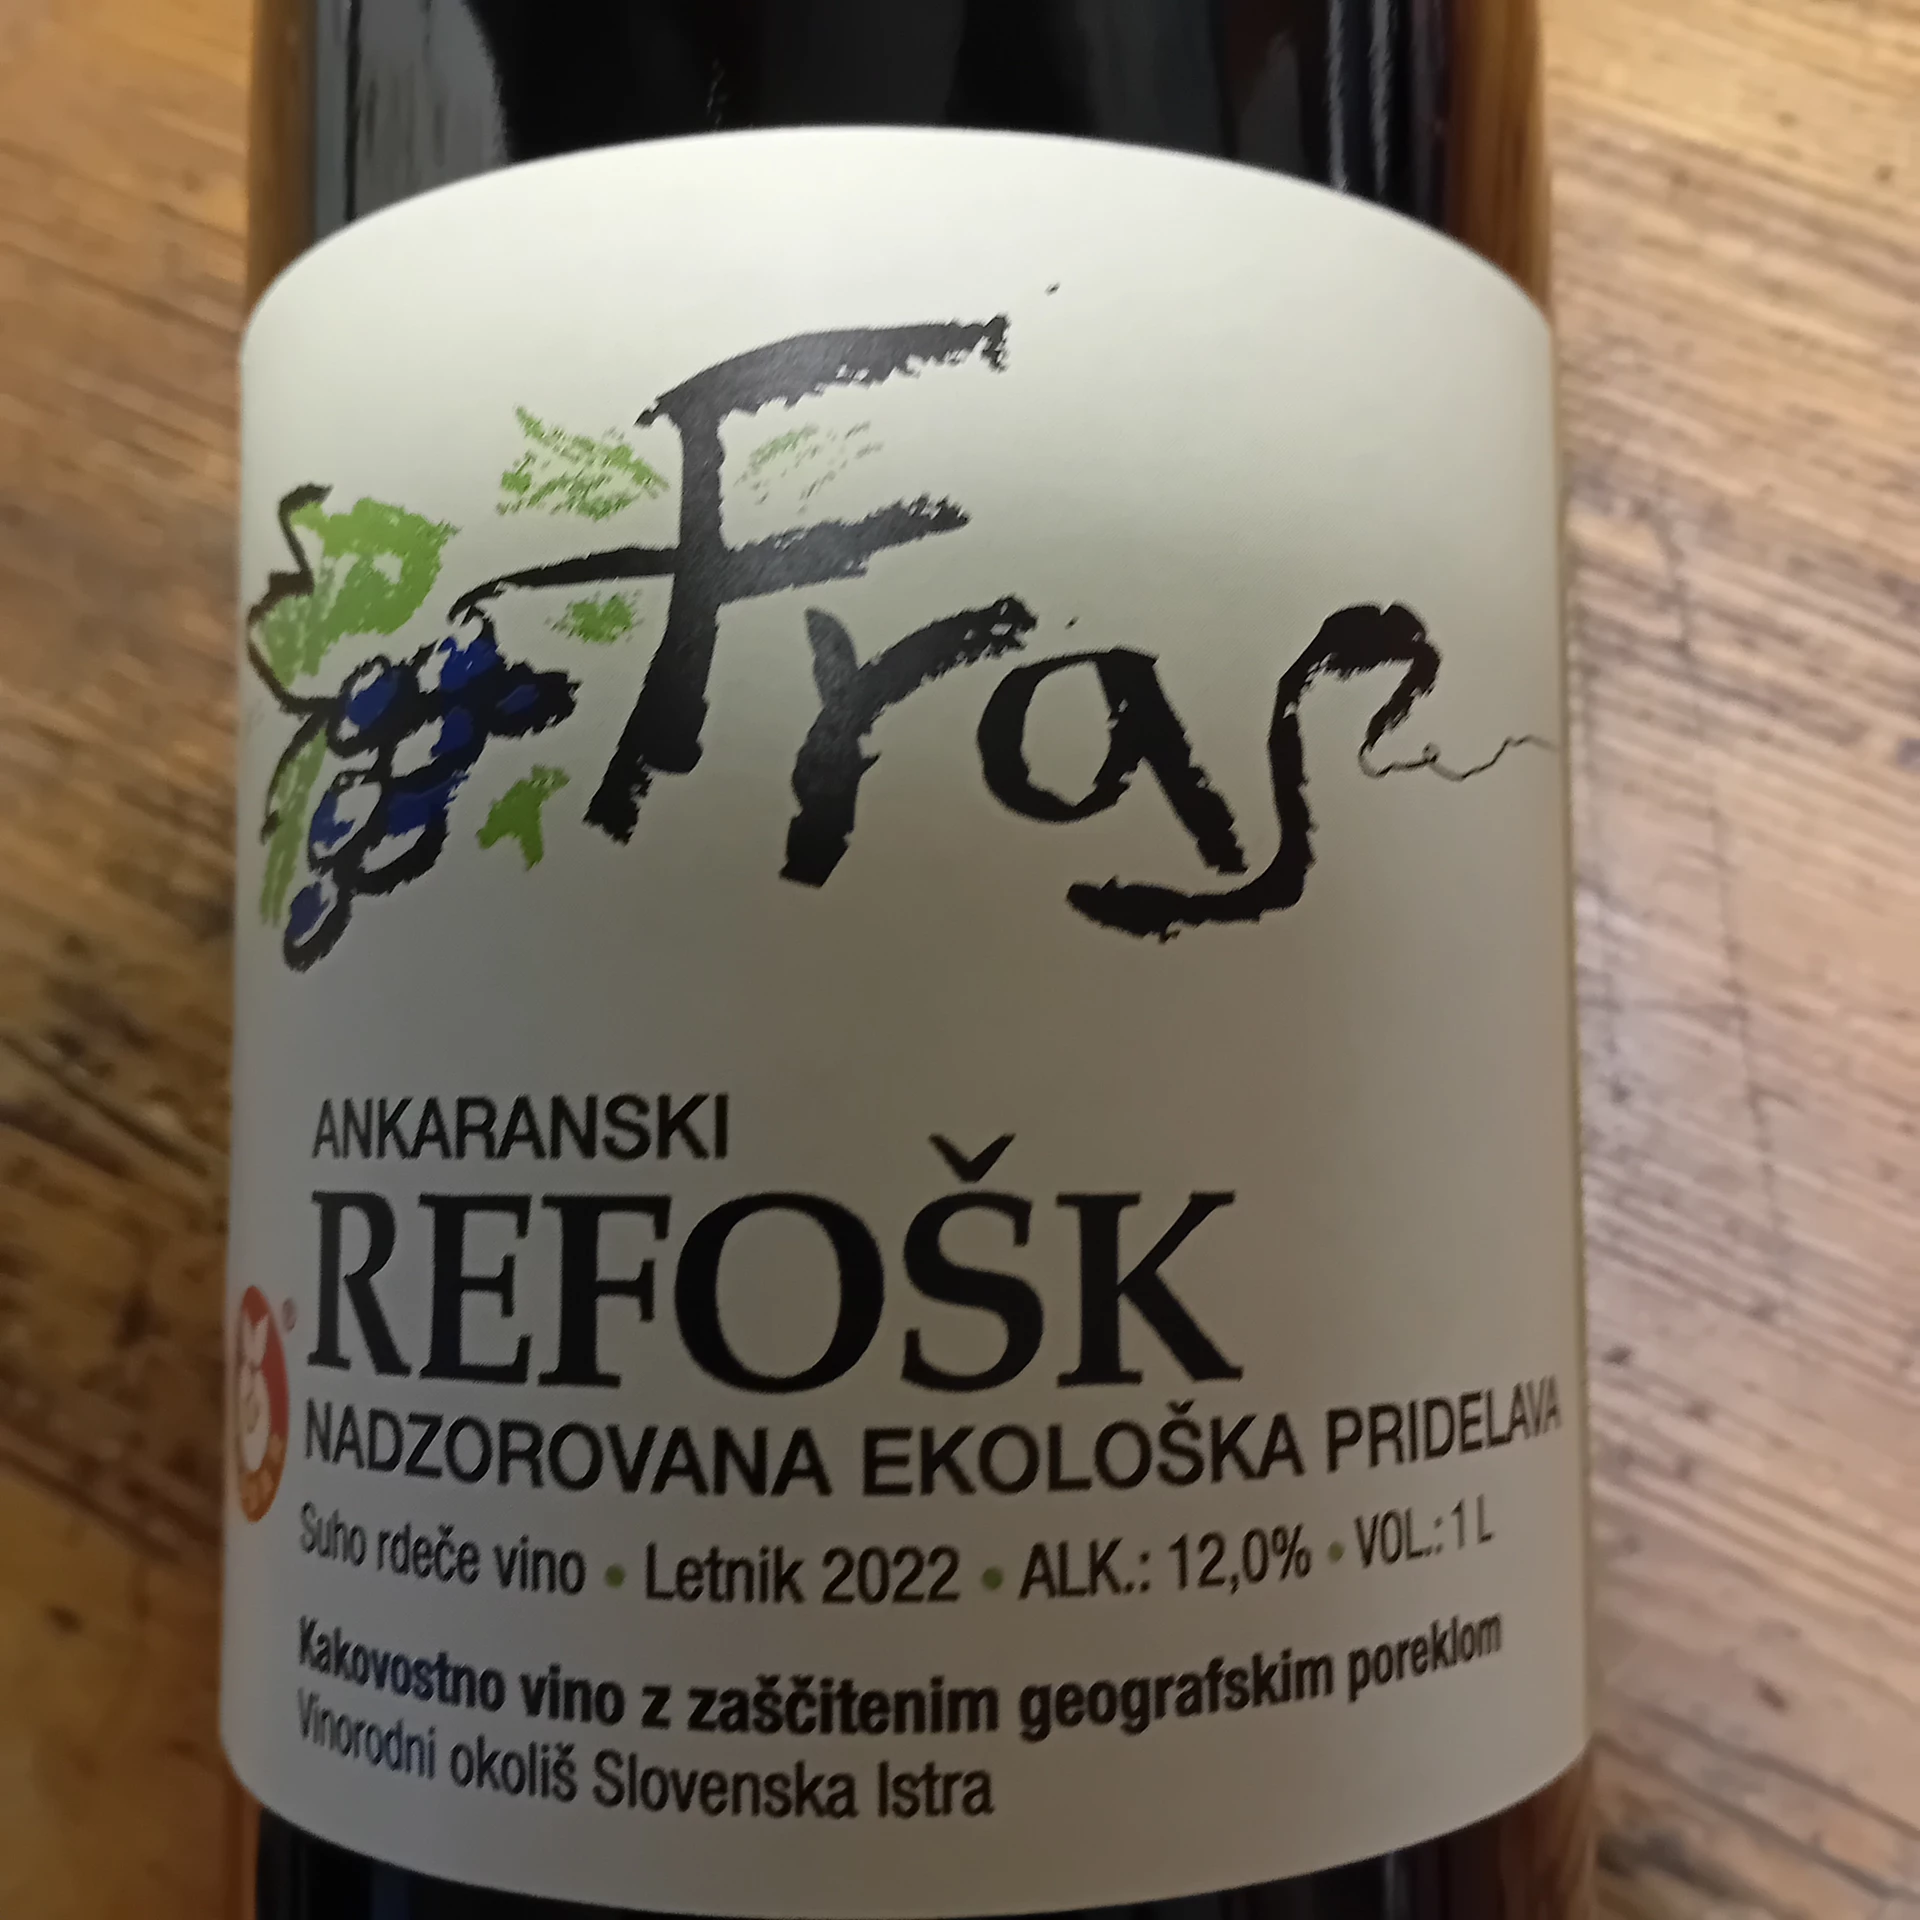 Fras
ANKARANSKI
REFOŠK
®
NADZOROVANA EKOLOŠKA PRIDELAVA
Suho rdeče vino • Letnik 2022 • ALK.: 12,0% • VOL.: 1 L
Kakovostno vino z zaščitenim geografskim poreklom
Vinorodni okoliš Slovenska Istra